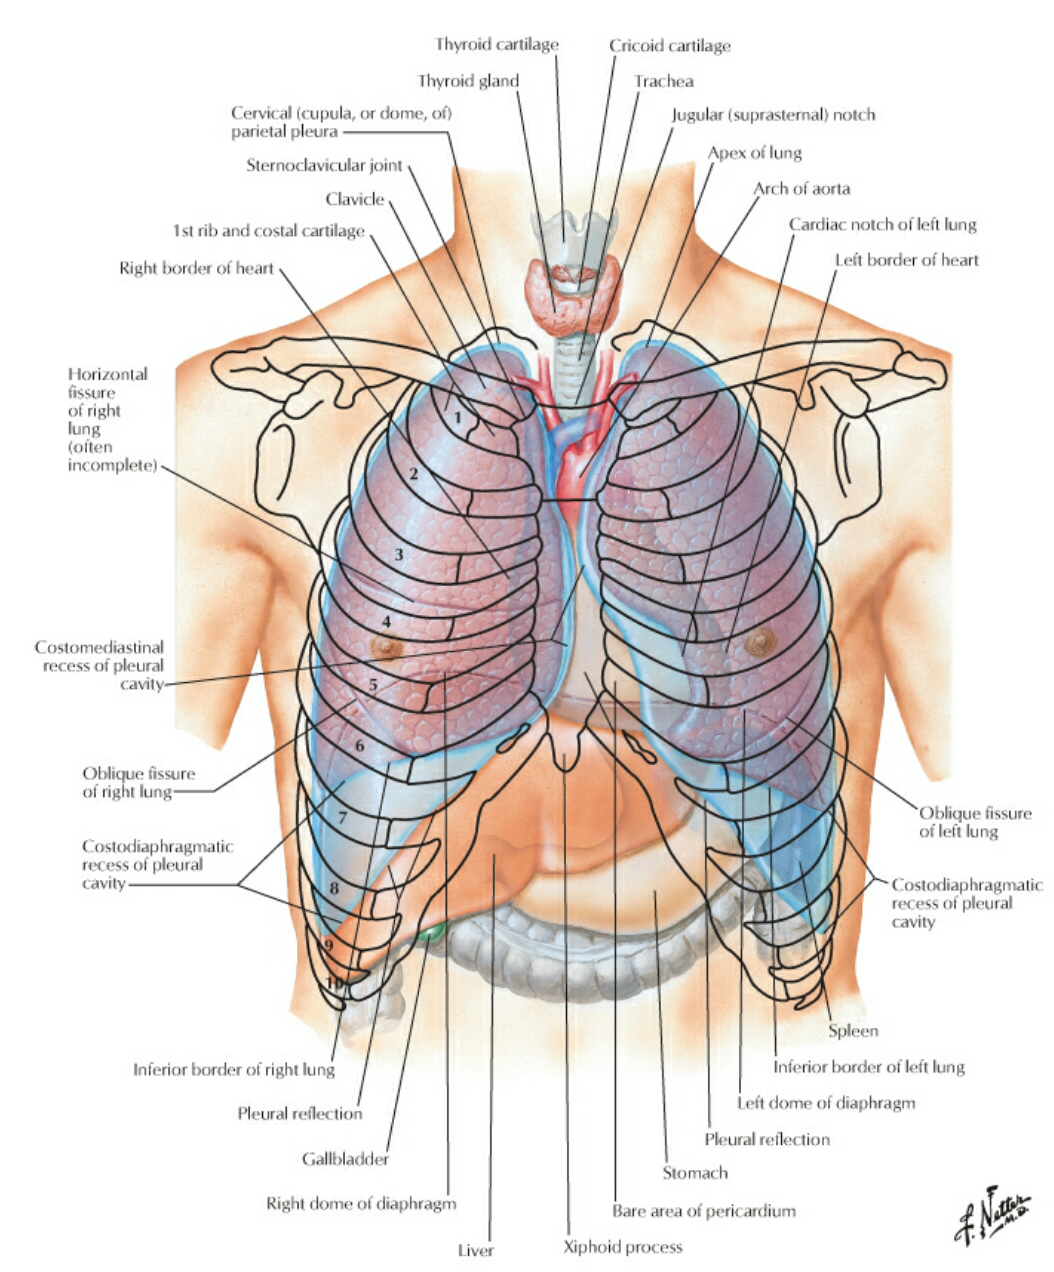 Thyroid cartilage
Cricoid cartilage
Thyroid gland
Trachea
Cervical (cupula, or dome, of)
parietal pleura
Jugular (suprasternal) notch
Sternoclavicular joint
Apex of lung
Clavicle
Arch of aorta
1st rib and costal cartilage
Cardiac notch of left lung
Right border of heart
Left border of heart
Horizontal
fissure
of right
lung
(often
incomplete)
1
2
3
4
5
6
7
8
9
10
Costomediastinal
recess of pleural
cavity
Oblique fissure
of right lung
Oblique fissure
of left lung
Costodiaphragmatic
recess of pleural
cavity
Costodiaphragmatic
recess of pleural
cavity
Spleen
Inferior border of right lung
Inferior border of left lung
Pleural reflection
Left dome of diaphragm
Gallbladder
Pleural reflection
Stomach
Right dome of diaphragm
Bare area of pericardium
Liver
Xiphoid process
F. Netter
M.D.